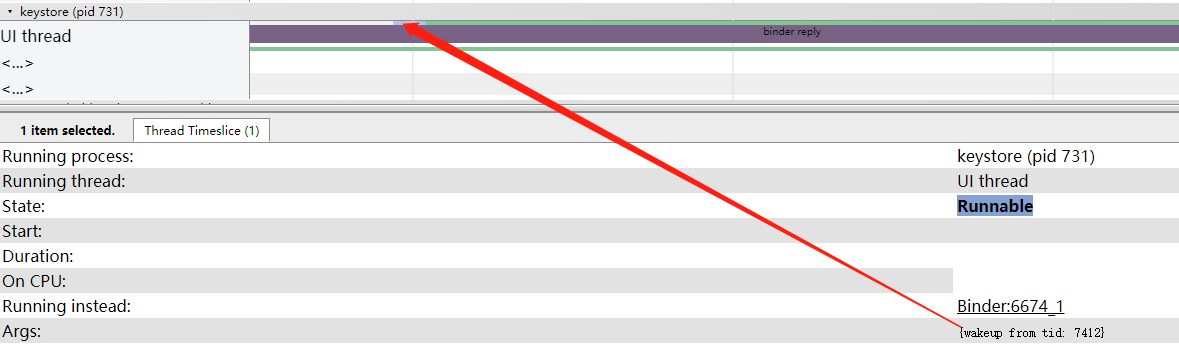 keystore (pid 731)
UI thread
binder reply
<...>
<...>
1 item selected.
Thread Timeslice (1)
Running process: keystore (pid 731)
Running thread: UI thread
State: Runnable
Start:
Duration:
On CPU:
Running instead: Binder:6674_1
Args: {wakeup from tid: 7412}